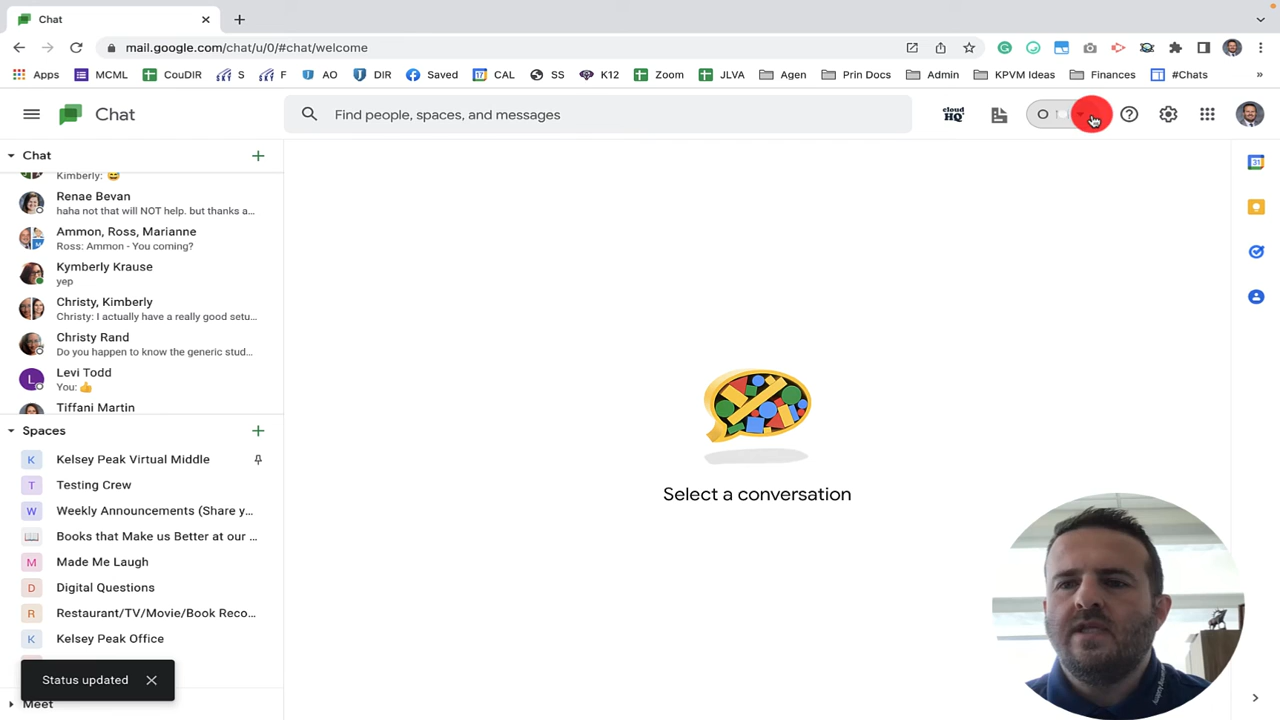 Chat
mail.google.com/chat/u/0/#chat/welcome
Apps
MCML
CouDIR
S
F
AO
DIR
Saved
CAL
SS
K12
Zoom
JLVA
Agen
Prin Docs
Admin
KPVM Ideas
Finances
#Chats
»
Chat
Find people, spaces, and messages
cloud
HQ
Chat
Kimberly: 😅
Renae Bevan
haha not that will NOT help. but thanks a...
Ammon, Ross, Marianne
Ross: Ammon - You coming?
Kymberly Krause
yep
Christy, Kimberly
Christy: I actually have a really good setu...
Christy Rand
Do you happen to know the generic stud...
L
Levi Todd
You: 👍
Tiffani Martin
Spaces
K
Kelsey Peak Virtual Middle
T
Testing Crew
W
Weekly Announcements (Share y...
Books that Make us Better at our ...
M
Made Me Laugh
D
Digital Questions
R
Restaurant/TV/Movie/Book Reco...
K
Kelsey Peak Office
Status updated
Meet
Select a conversation